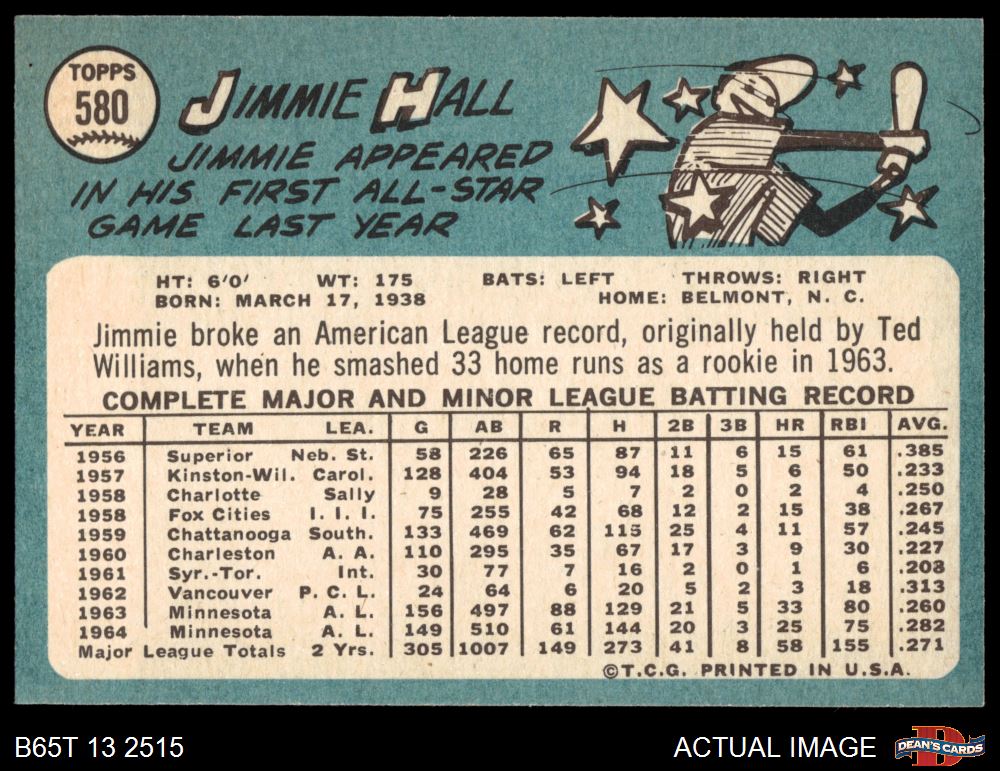 TOPPS
580
JIMMIE HALL
JIMMIE APPEARED
IN HIS FIRST ALL-STAR
GAME LAST YEAR
HT: 6'0' WT: 175 BATS: LEFT THROWS: RIGHT
BORN: MARCH 17, 1938 HOME: BELMONT, N. C.
Jimmie broke an American League record, originally held by Ted
Williams, when he smashed 33 home runs as a rookie in 1963.
COMPLETE MAJOR AND MINOR LEAGUE BATTING RECORD
YEAR TEAM LEA. G AB R H 2B 3B HR RBI AVG.
1956 Superior Neb. St. 58 226 65 87 11 6 15 61 .385
1957 Kinston-Wil. Carol. 128 404 53 94 18 5 6 50 .233
1958 Charlotte Sally 9 28 5 7 2 0 2 4 .250
1958 Fox Cities I. I. I. 75 255 42 68 12 2 15 38 .267
1959 Chattanooga South. 133 469 62 115 25 4 11 57 .245
1960 Charleston A. A. 110 295 35 67 17 3 9 30 .227
1961 Syr.-Tor. Int. 30 77 7 16 2 0 1 6 .208
1962 Vancouver P. C. L. 24 64 6 20 5 2 3 18 .313
1963 Minnesota A. L. 156 497 88 129 21 5 33 80 .260
1964 Minnesota A. L. 149 510 61 144 20 3 25 75 .282
Major League Totals 2 Yrs. 305 1007 149 273 41 8 58 155 .271
©T.C.G. PRINTED IN U.S.A.
B65T 13 2515 ACTUAL IMAGE DEAN'S CARDS